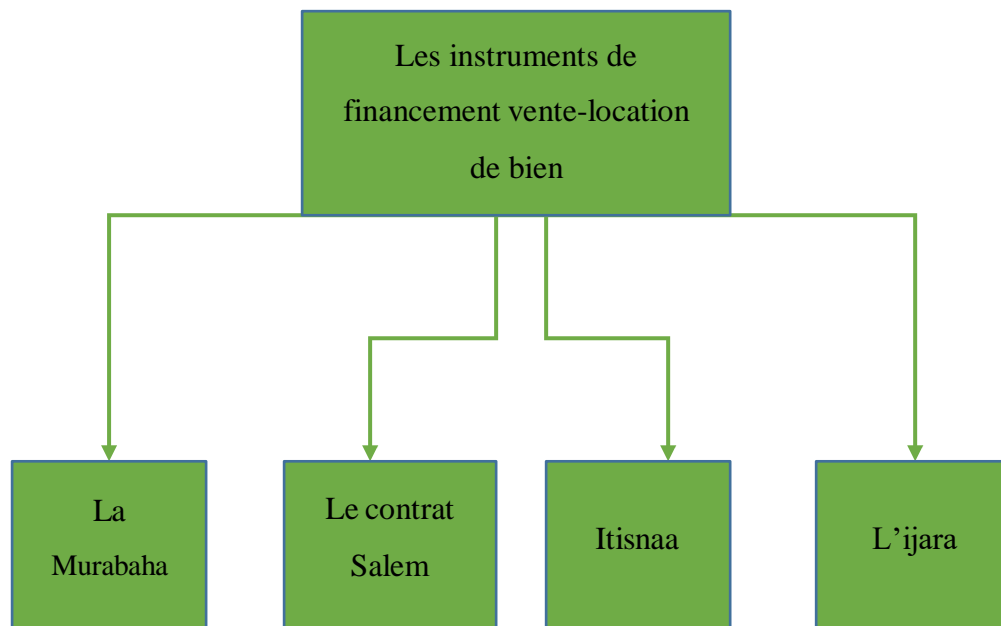 Les instruments de
financement vente-location
de bien
La
Murabaha
Le contrat
Salem
Itisnaa
L’ijara